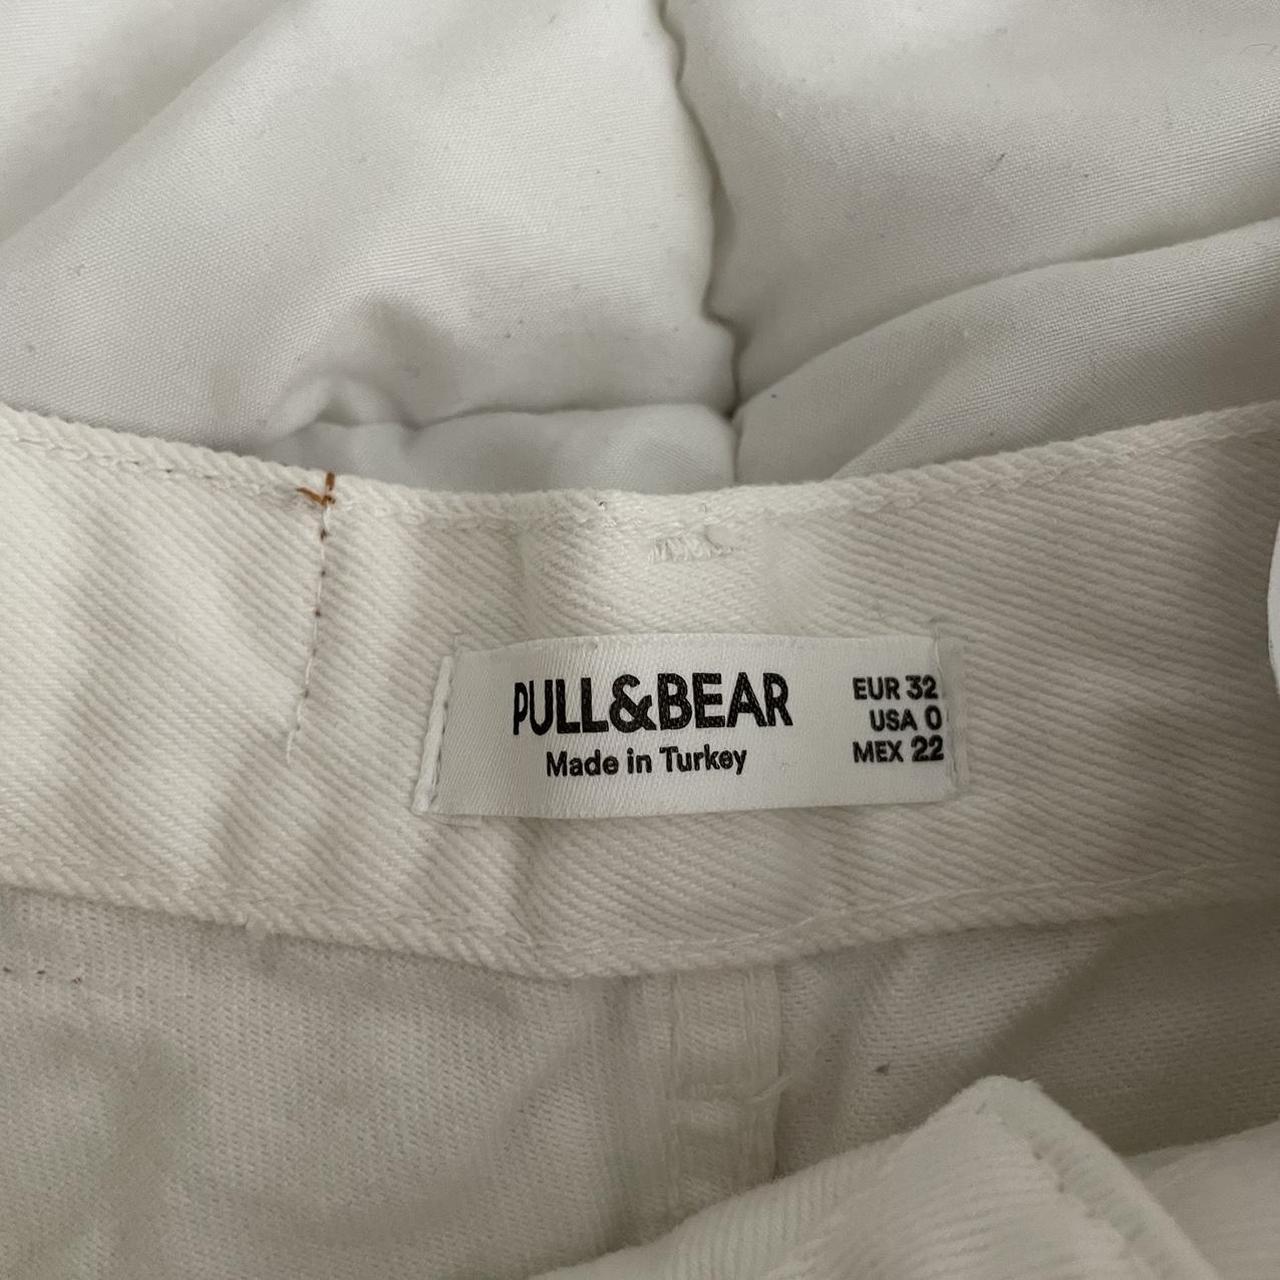 PULL&BEAR
Made in Turkey
EUR 32
USA 0
MEX 22